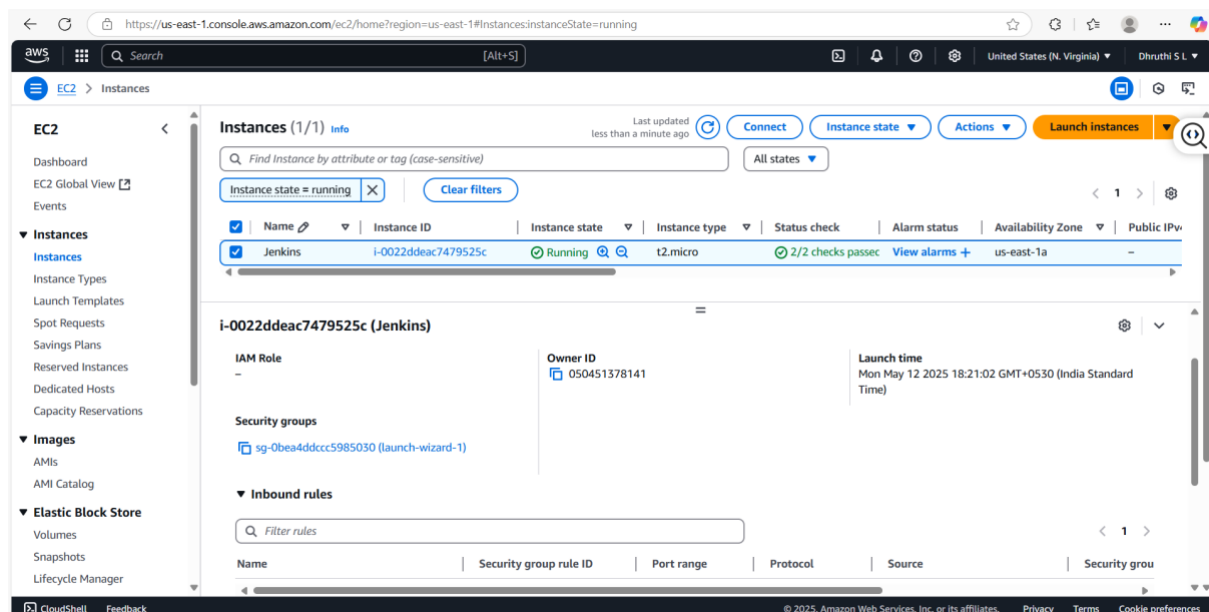 https://us-east-1.console.aws.amazon.com/ec2/home?region=us-east-1#Instances:instanceState=running
aws Search [Alt+S] United States (N. Virginia) Dhruthi S L
EC2 > Instances
EC2
Dashboard
EC2 Global View
Events
Instances
Instances
Instance Types
Launch Templates
Spot Requests
Savings Plans
Reserved Instances
Dedicated Hosts
Capacity Reservations
Images
AMIs
AMI Catalog
Elastic Block Store
Volumes
Snapshots
Lifecycle Manager
Instances (1/1) Info
Last updated
less than a minute ago
Connect Instance state Actions Launch instances
Find Instance by attribute or tag (case-sensitive) All states
Instance state = running Clear filters
1
Name Instance ID Instance state Instance type Status check Alarm status Availability Zone Public IPv
Jenkins i-0022ddeac7479525c Running t2.micro 2/2 checks passec View alarms + us-east-1a –
i-0022ddeac7479525c (Jenkins)
IAM Role
–
Owner ID
050451378141
Launch time
Mon May 12 2025 18:21:02 GMT+0530 (India Standard
Time)
Security groups
sg-0bea4ddccc5985030 (launch-wizard-1)
Inbound rules
Filter rules
1
Name Security group rule ID Port range Protocol Source Security grou
CloudShell Feedback © 2025, Amazon Web Services, Inc. or its affiliates. Privacy Terms Cookie preferences